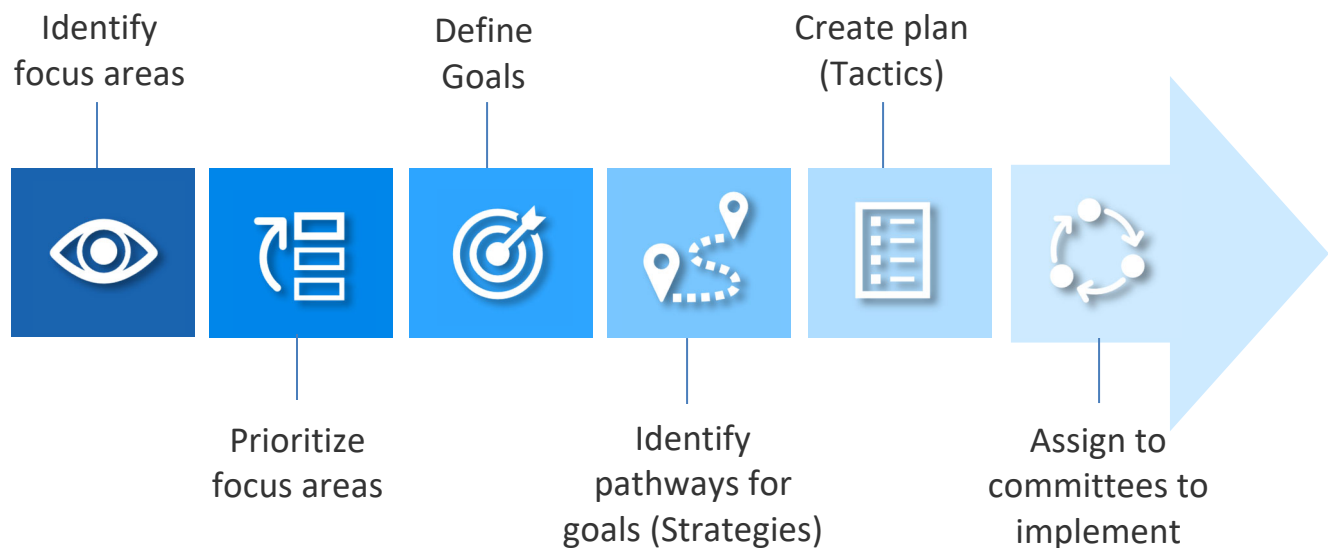 Identify
focus areas
Prioritize
focus areas
Define
Goals
Identify
pathways for
goals (Strategies)
Create plan
(Tactics)
Assign to
committees to
implement